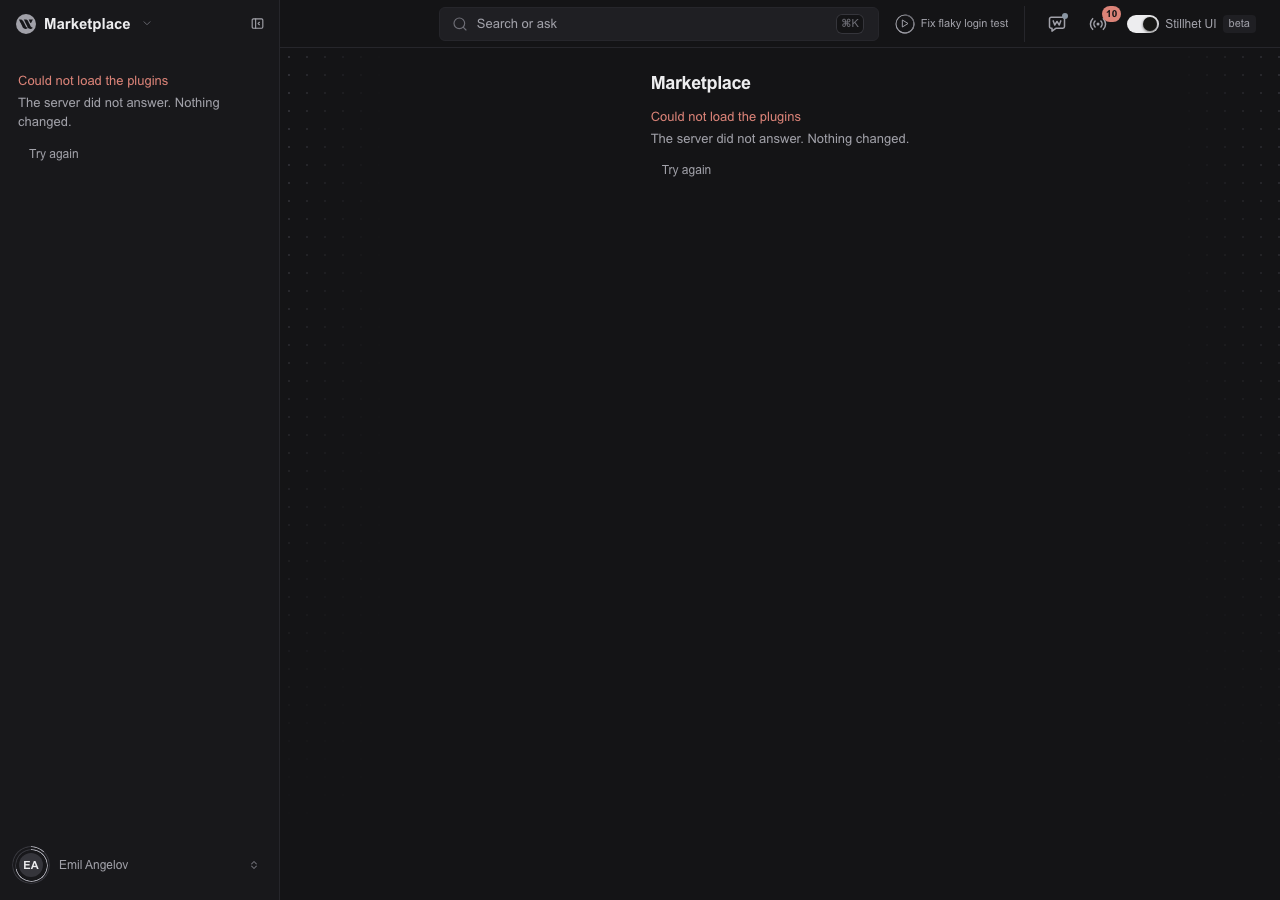 Marketplace
Could not load the plugins
The server did not answer. Nothing
changed.
Try again
EA
Emil Angelov
Search or ask
⌘K
Fix flaky login test
10
Stillhet UI
beta
Marketplace
Could not load the plugins
The server did not answer. Nothing changed.
Try again